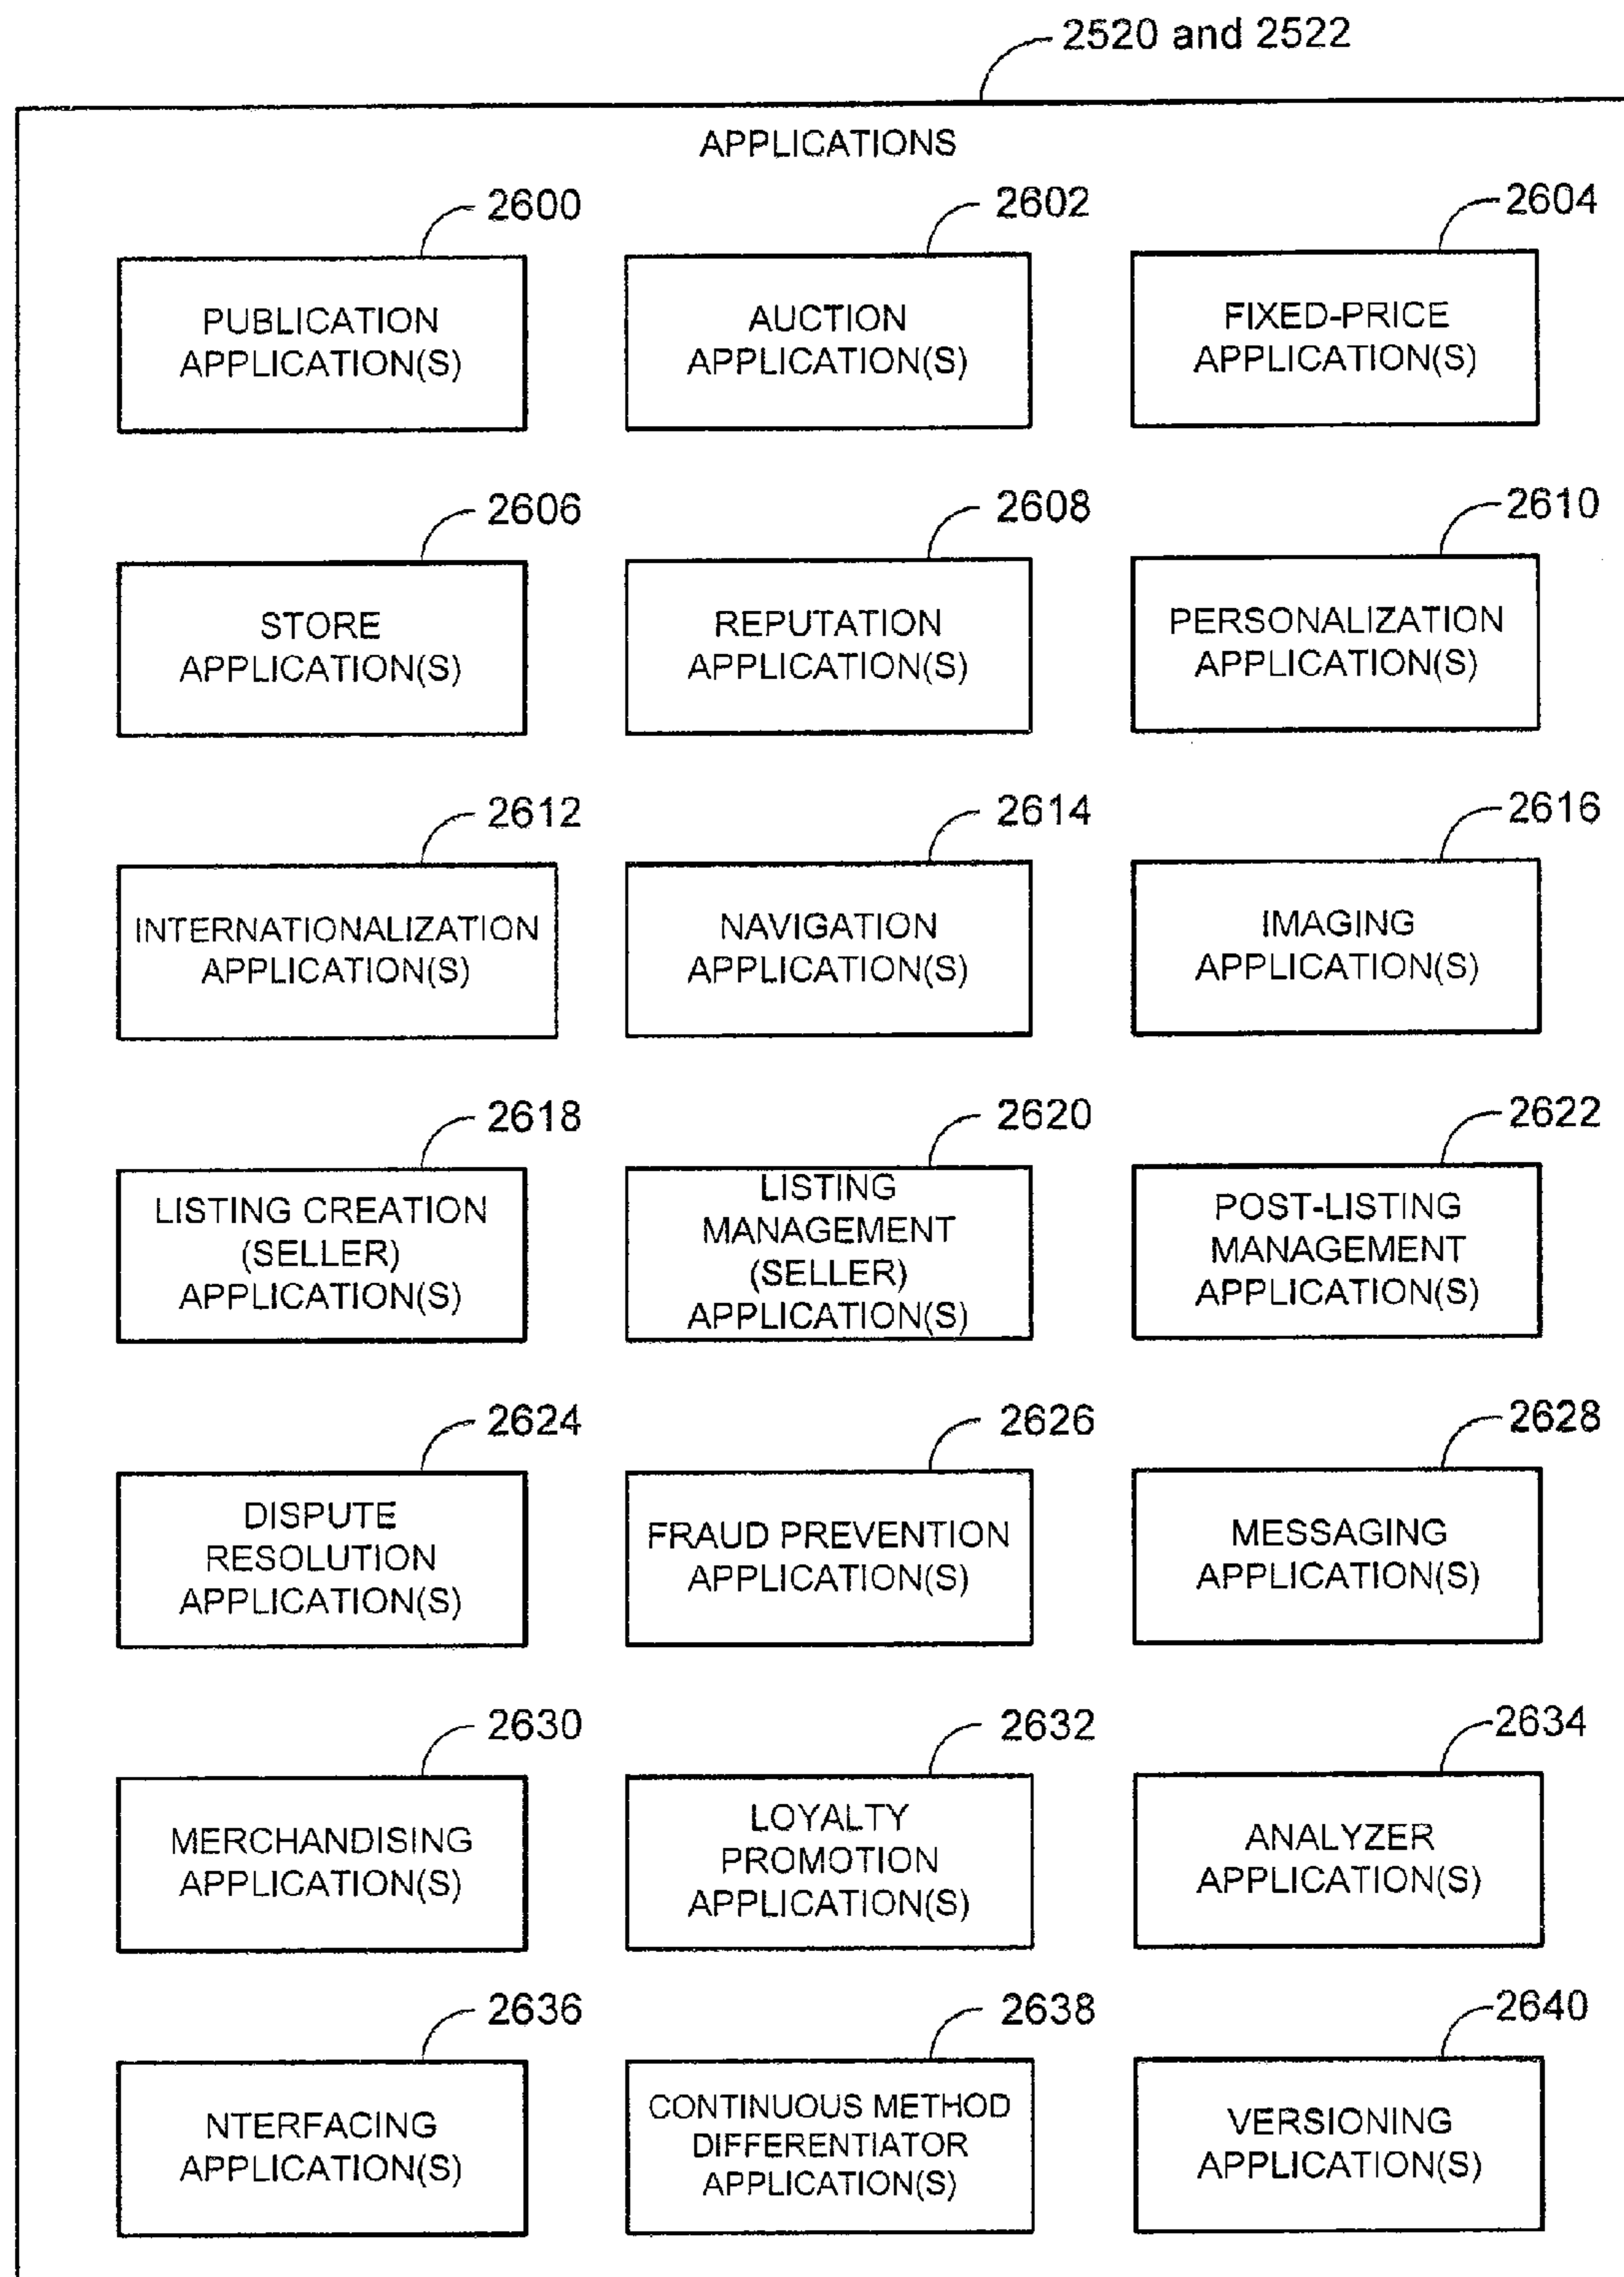 2520 and 2522
APPLICATIONS
2600
PUBLICATION
APPLICATION(S)
2602
AUCTION
APPLICATION(S)
2604
FIXED-PRICE
APPLICATION(S)
2606
STORE
APPLICATION(S)
2608
REPUTATION
APPLICATION(S)
2610
PERSONALIZATION
APPLICATION(S)
2612
INTERNATIONALIZATION
APPLICATION(S)
2614
NAVIGATION
APPLICATION(S)
2616
IMAGING
APPLICATION(S)
2618
LISTING CREATION
(SELLER)
APPLICATION(S)
2620
LISTING
MANAGEMENT
(SELLER)
APPLICATION(S)
2622
POST-LISTING
MANAGEMENT
APPLICATION(S)
2624
DISPUTE
RESOLUTION
APPLICATION(S)
2626
FRAUD PREVENTION
APPLICATION(S)
2628
MESSAGING
APPLICATION(S)
2630
MERCHANDISING
APPLICATION(S)
2632
LOYALTY
PROMOTION
APPLICATION(S)
2634
ANALYZER
APPLICATION(S)
2636
NTERFACING
APPLICATION(S)
2638
CONTINUOUS METHOD
DIFFERENTIATOR
APPLICATION(S)
2640
VERSIONING
APPLICATION(S)